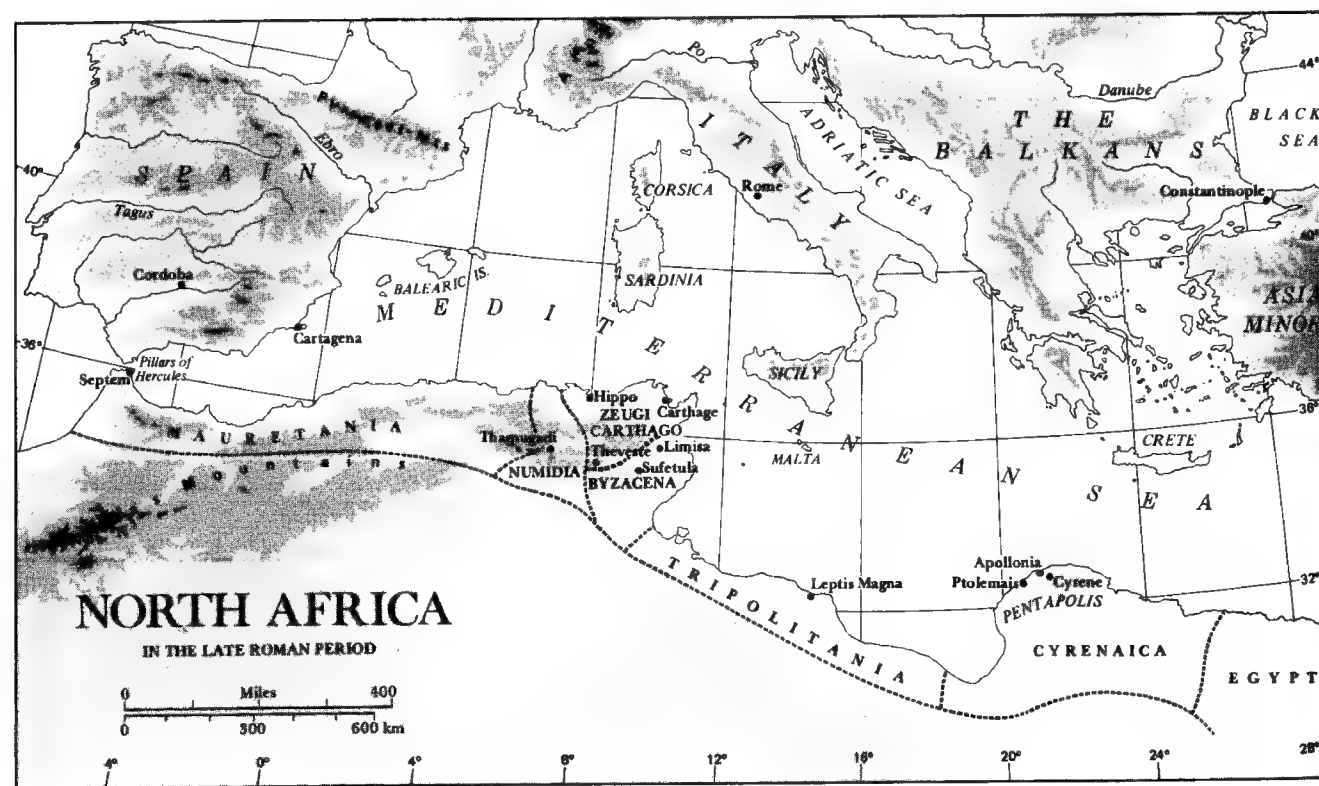 Po
Danube
44°
THE
BALKANS
BLACK
SEA
Pyrenees Mts
Ebro
ITALY
ADRIATIC SEA
40°
SPAIN
CORSICA
Rome
Constantinople
Tagus
40°
Cordoba
BALEARIC IS.
SARDINIA
ASIA
MINOR
MEDITERRANEAN SEA
Cartagena
36°
Pillars of
Hercules
Septem
SICILY
Hippo
ZEUGI
Carthage
CARTHAGO
36°
MAURETANIA
Thamugadi
Limisa
MALTA
CRETE
Theveste
Mountains
NUMIDIA
Sufetula
BYZACENA
TRIPOLITANIA
Leptis Magna
Apollonia
Ptolemais
Cyrene
32°
PENTAPOLIS
CYRENAICA
EGYPT
NORTH AFRICA
IN THE LATE ROMAN PERIOD
0 Miles 400
0 300 600 km
4° 0° 4° 8° 12° 16° 20° 24° 28°